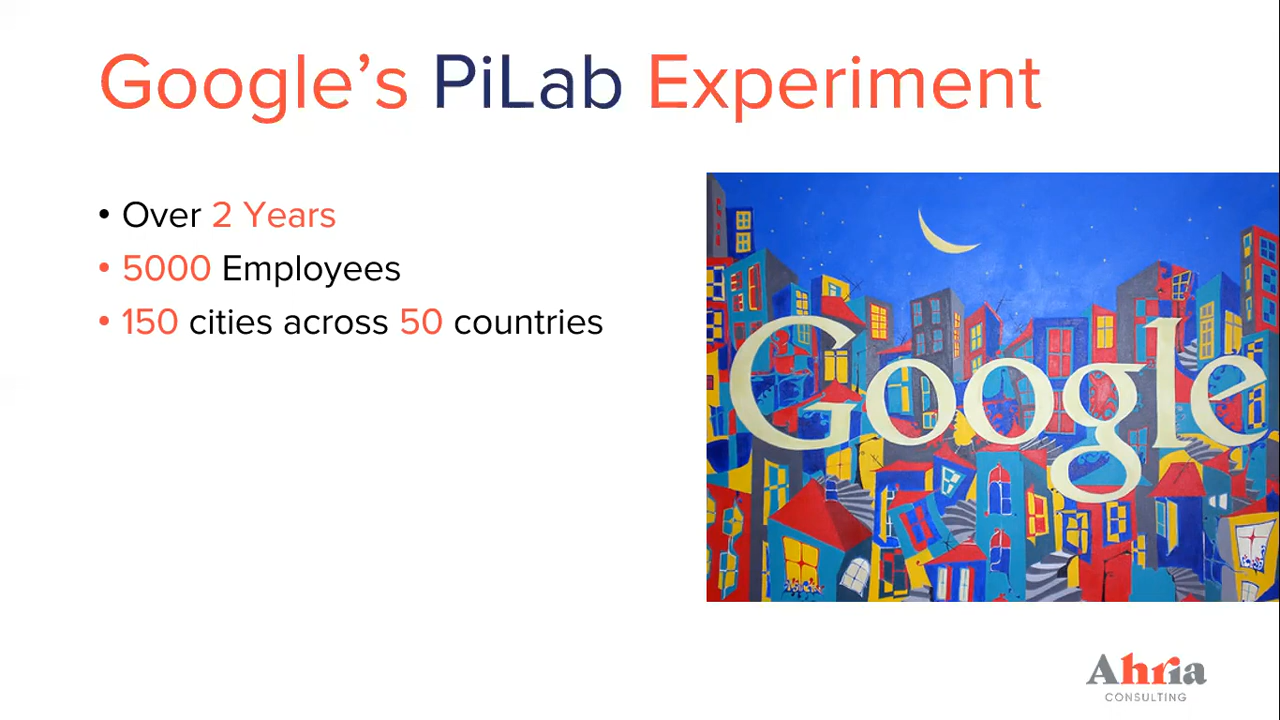 Google's PiLab Experiment
• Over 2 Years
• 5000 Employees
• 150 cities across 50 countries
Google
Ahria
CONSULTING